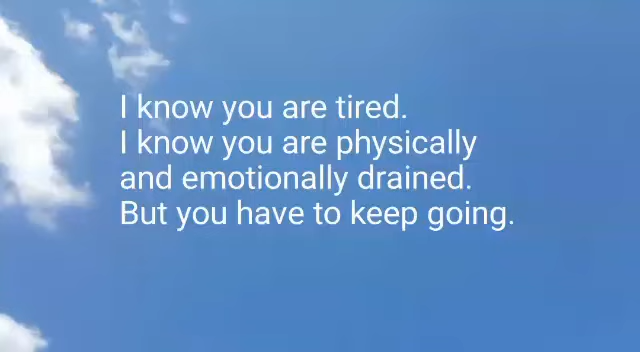 I know you are tired.
I know you are physically
and emotionally drained.
But you have to keep going.